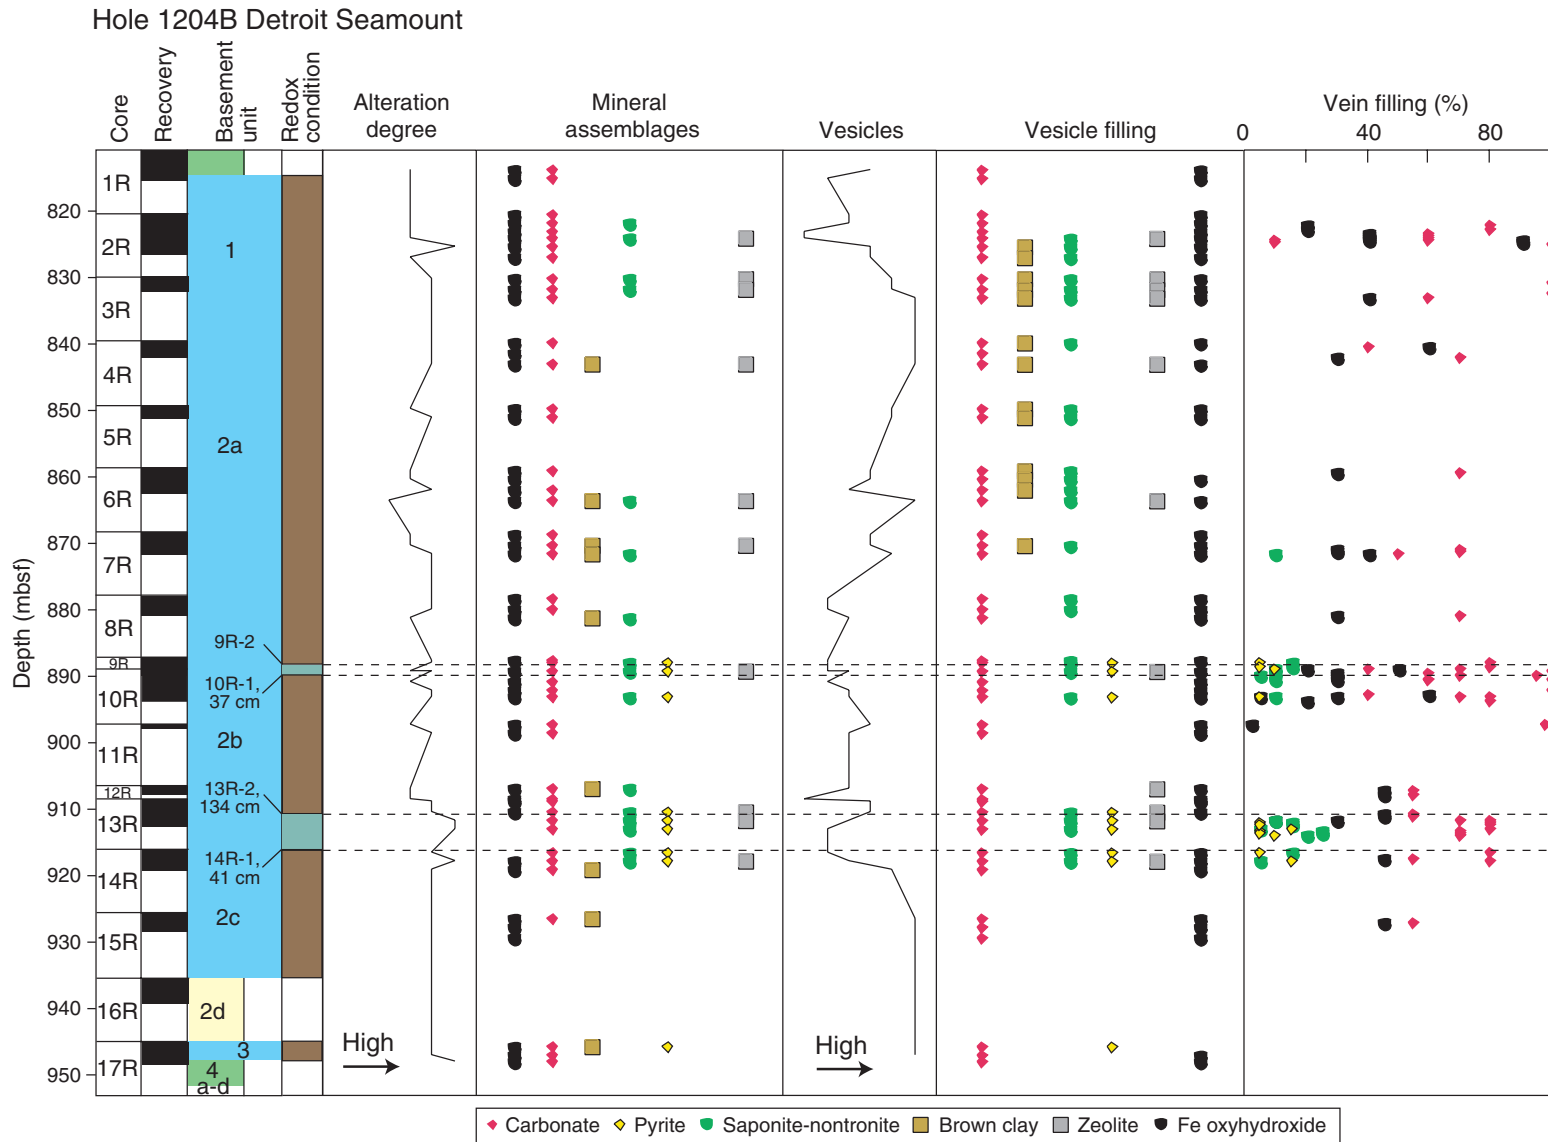 Hole 1204B Detroit Seamount
Core
Recovery
Basement
unit
Redox
condition
Alteration
degree
Mineral
assemblages
Vesicles
Vesicle filling
Vein filling (%)
0
40
80
Depth (mbsf)
820
830
840
850
860
870
880
890
900
910
920
930
940
950
1R
2R
3R
4R
5R
6R
7R
8R
9R
10R
11R
12R
13R
14R
15R
16R
17R
1
2a
9R-2
10R-1,
37 cm
2b
13R-2,
134 cm
14R-1,
41 cm
2c
2d
3
4
a-d
High
High
Carbonate
Pyrite
Saponite-nontronite
Brown clay
Zeolite
Fe oxyhydroxide